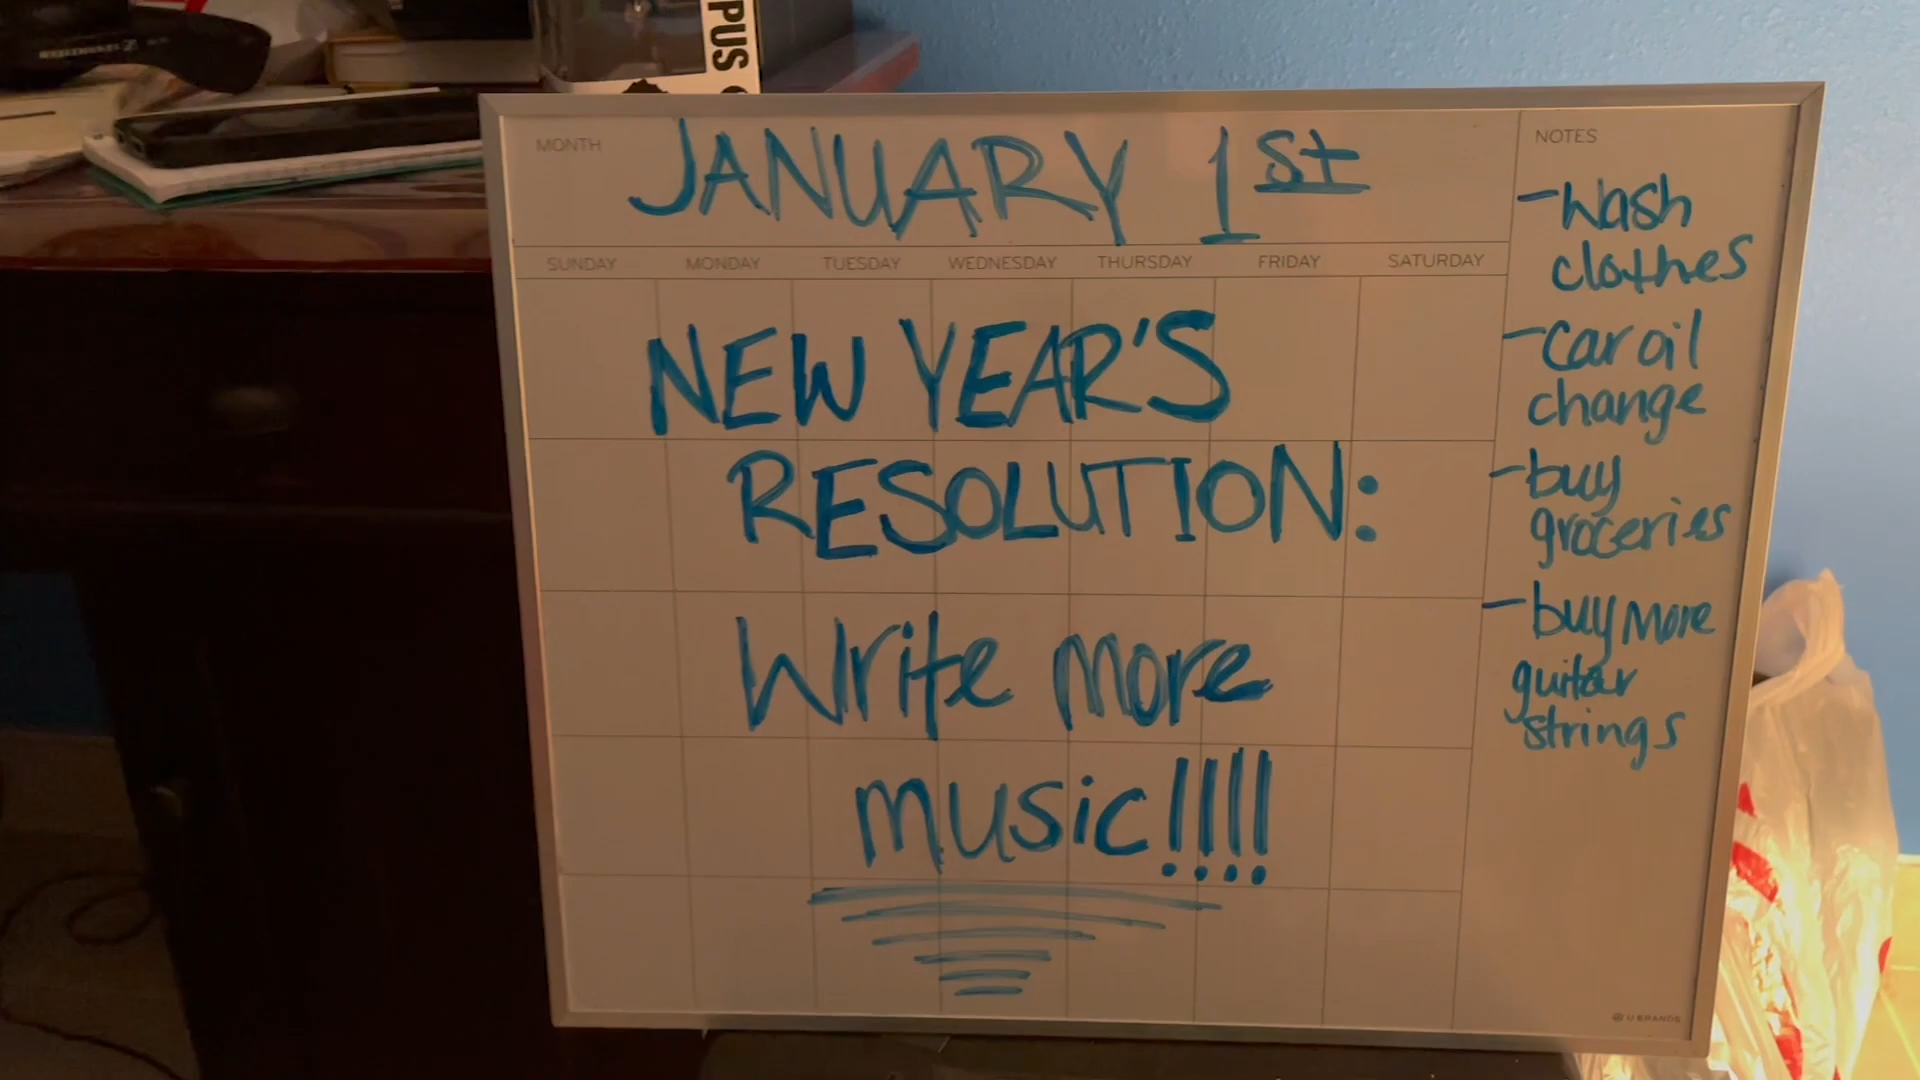 PUS
MONTH
JANUARY 1st
NOTES
SUNDAY MONDAY TUESDAY WEDNESDAY THURSDAY FRIDAY SATURDAY
NEW YEAR'S
RESOLUTION:
Write more
music!!!!
- Wash
clothes
- Car oil
change
- buy
groceries
- buy more
guitar
strings
U BRANDS